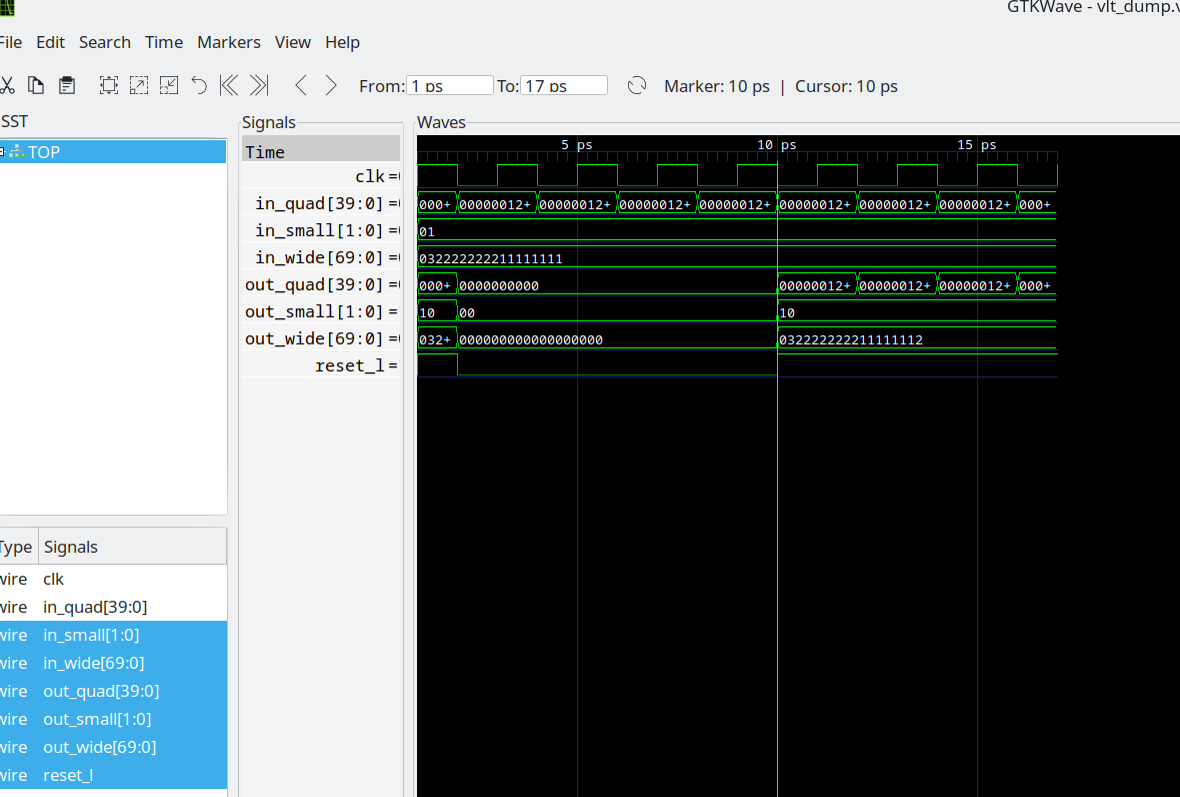 GTKWave - vlt_dump.v
File Edit Search Time Markers View Help
From: 1 ps To: 17 ps Marker: 10 ps | Cursor: 10 ps
SST
TOP
Type Signals
wire clk
wire in_quad[39:0]
wire in_small[1:0]
wire in_wide[69:0]
wire out_quad[39:0]
wire out_small[1:0]
wire out_wide[69:0]
wire reset_l
Signals
Time
clk =
in_quad[39:0] =
in_small[1:0] =
in_wide[69:0] =
out_quad[39:0] =
out_small[1:0] =
out_wide[69:0] =
reset_l =
Waves
5 ps 10 ps 15 ps
000+ 00000012+ 00000012+ 00000012+ 00000012+ 00000012+ 00000012+ 00000012+ 000+
01
032222222211111111
000+ 0000000000 00000012+ 00000012+ 00000012+ 000+
10 00 10
032+ 000000000000000000 032222222211111112